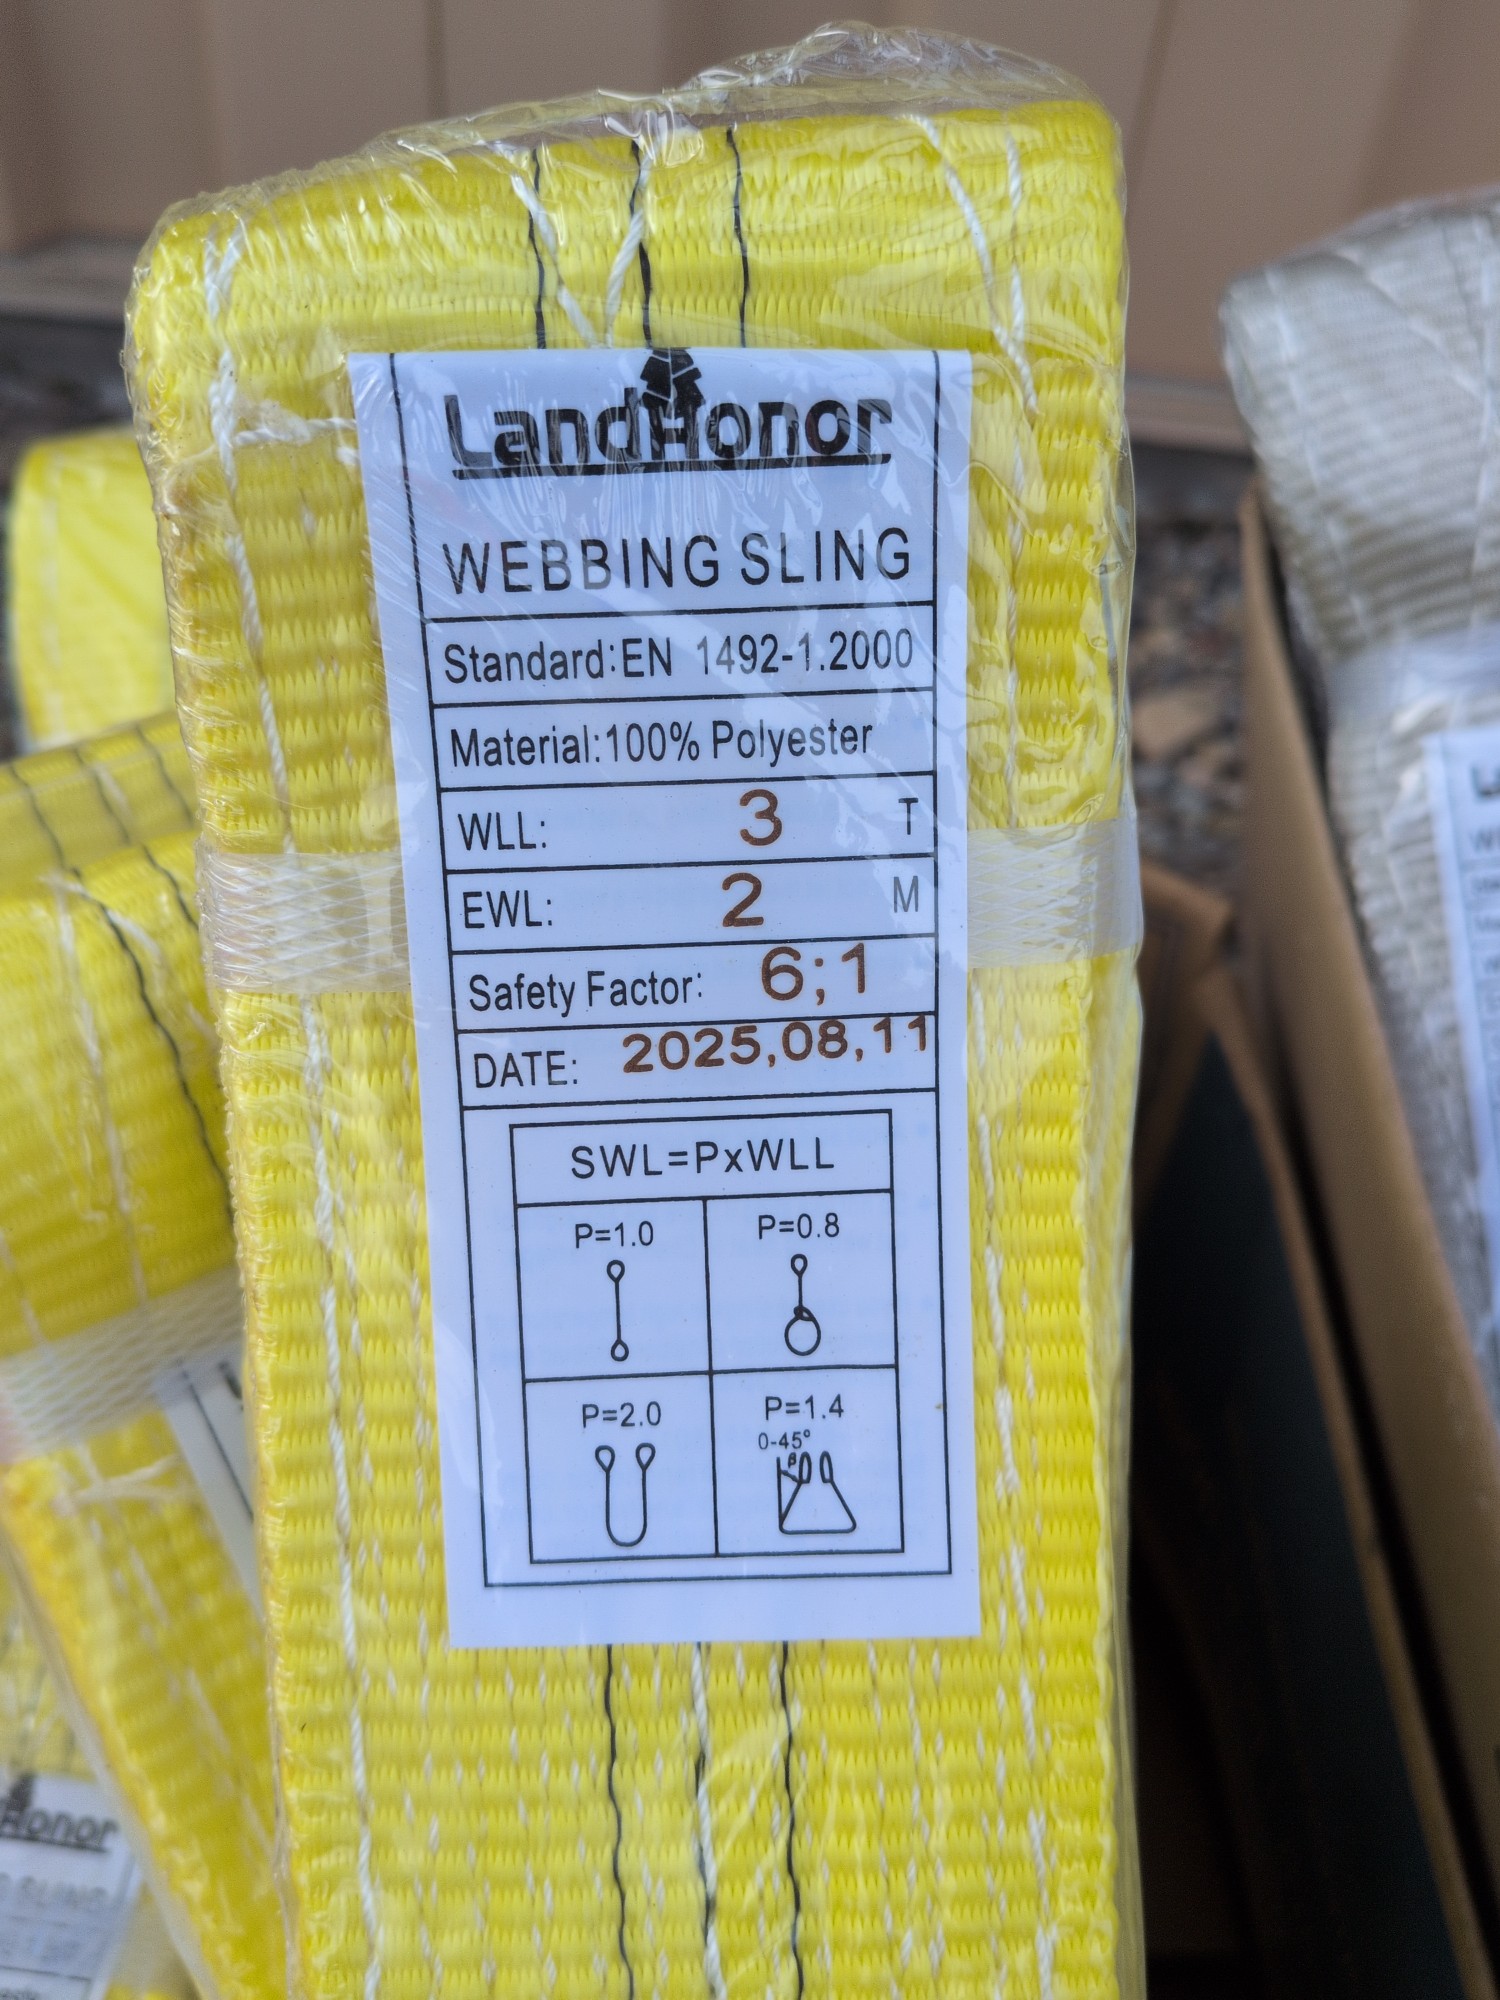 LandHonor
WEBBING SLING
Standard:EN 1492-1.2000
Material:100% Polyester
WLL: 3 T
EWL: 2 M
Safety Factor: 6;1
DATE: 2025,08,11
SWL=PxWLL
P=1.0 P=0.8
P=2.0 P=1.4
0-45°
β
Honor